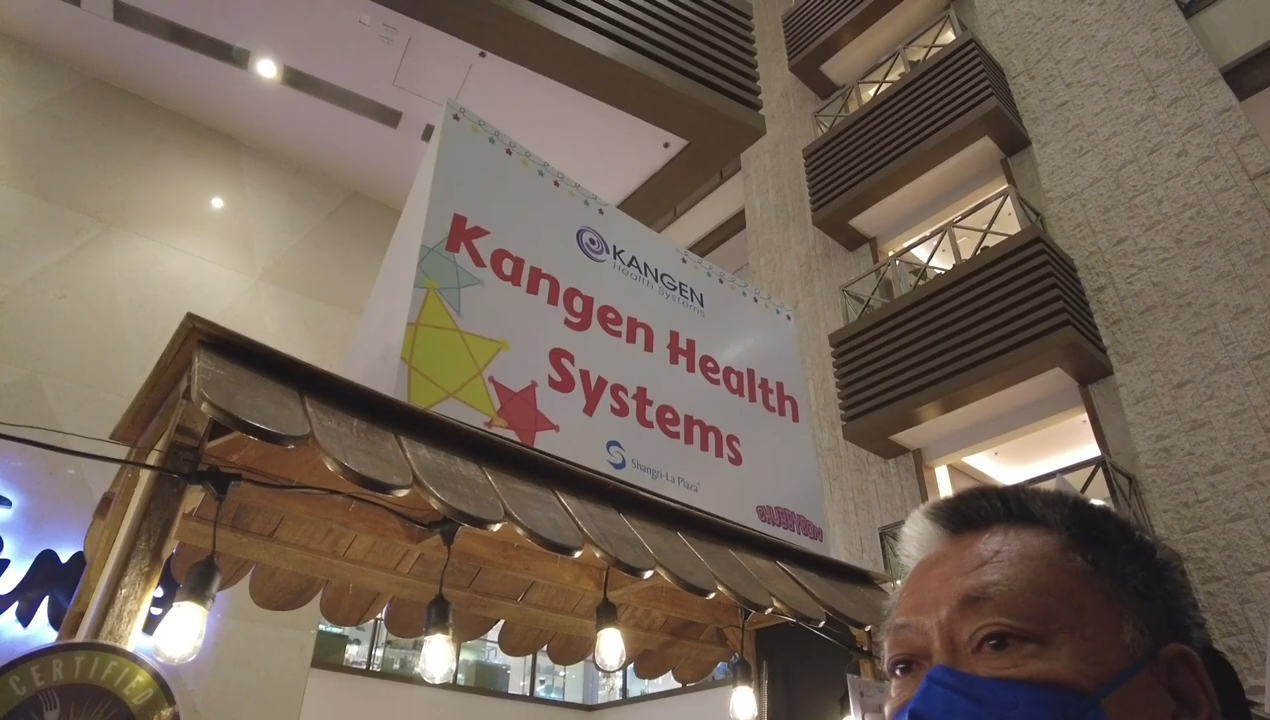 KANGEN
Health Systems
Kangen Health
Systems
Shangri-La Plaza
CERTIFIED